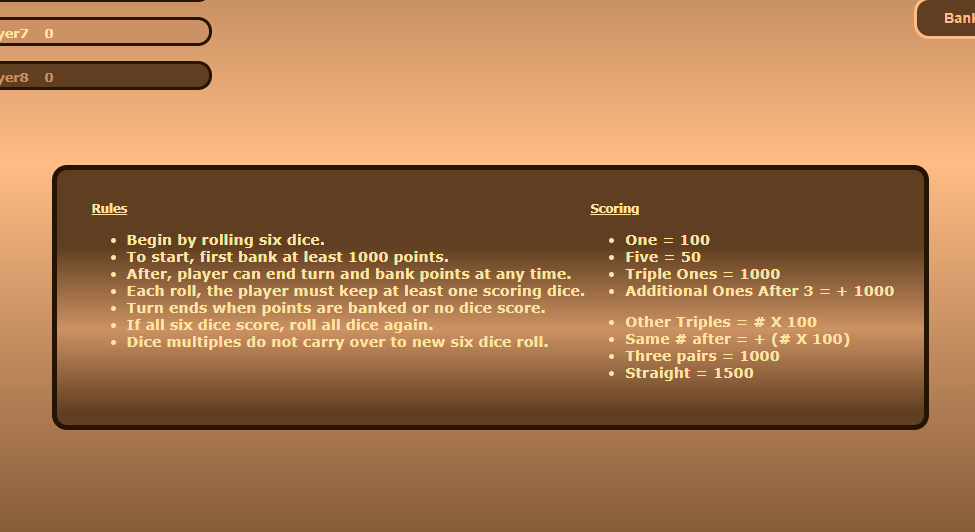 yer7 0
Bank
yer8 0
Rules
Begin by rolling six dice.
To start, first bank at least 1000 points.
After, player can end turn and bank points at any time.
Each roll, the player must keep at least one scoring dice.
Turn ends when points are banked or no dice score.
If all six dice score, roll all dice again.
Dice multiples do not carry over to new six dice roll.
Scoring
One = 100
Five = 50
Triple Ones = 1000
Additional Ones After 3 = + 1000
Other Triples = # X 100
Same # after = + (# X 100)
Three pairs = 1000
Straight = 1500